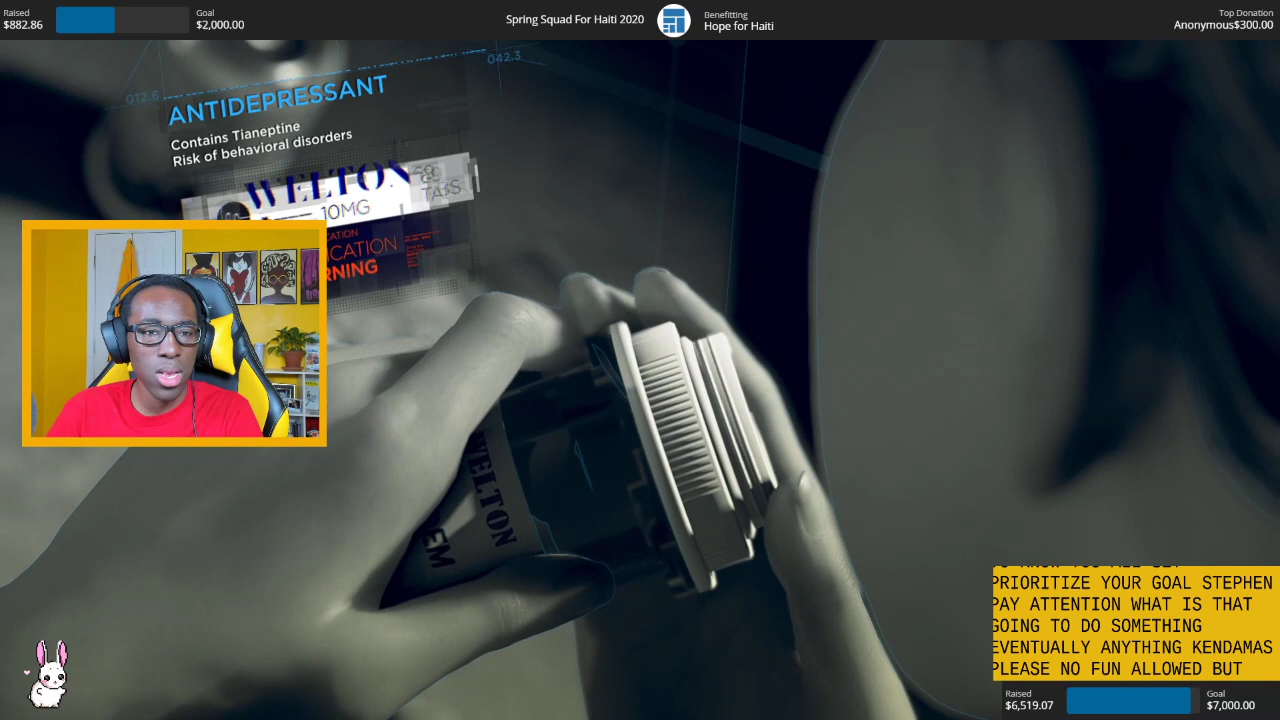 Raised
$882.86
Goal
$2,000.00
Spring Squad For Haiti 2020
Benefitting
Hope for Haiti
Top Donation
Anonymous$300.00
042.3
012.6
ANTIDEPRESSANT
Contains Tianeptine
Risk of behavioral disorders
WELTON
10MG
TABS
ICATION
RNING
WELTON
EM
PRIORITIZE YOUR GOAL STEPHEN
PAY ATTENTION WHAT IS THAT
GOING TO DO SOMETHING
EVENTUALLY ANYTHING KENDAMAS
PLEASE NO FUN ALLOWED BUT
Raised
$6,519.07
Goal
$7,000.00